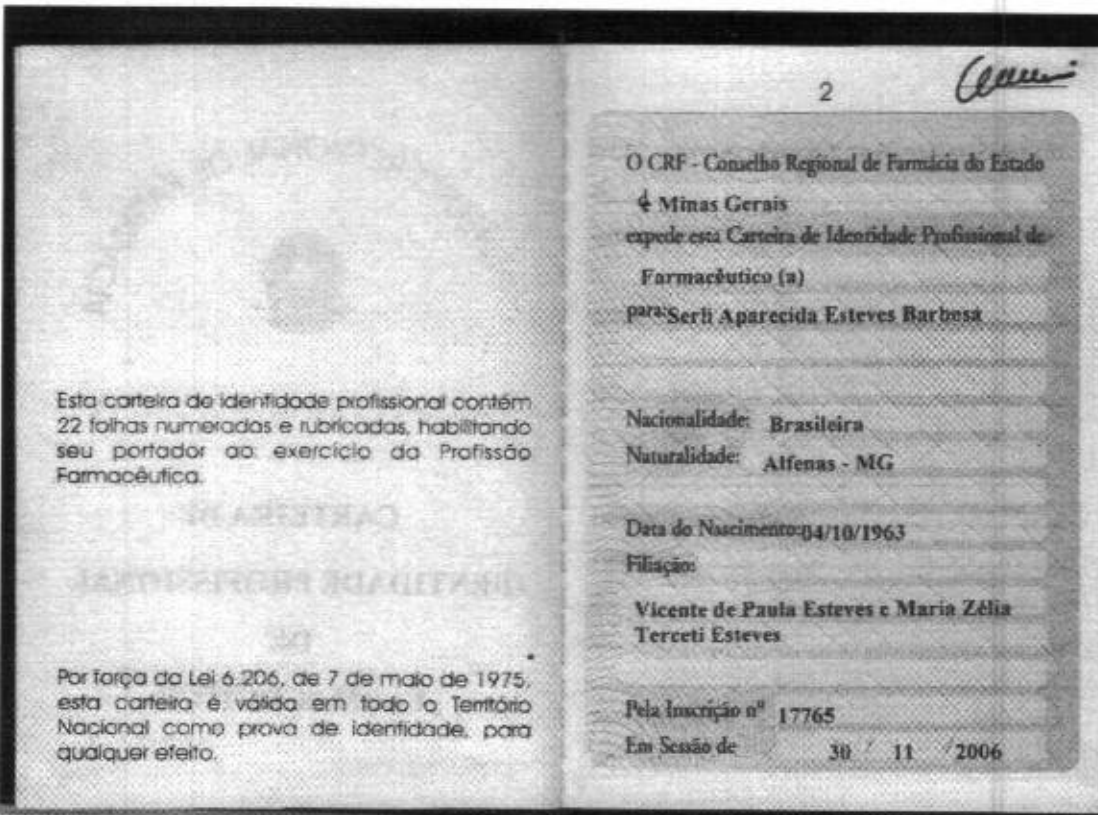 Esta carteira de identidade profissional contém
22 folhas numeradas e rubricadas, habilitando
seu portador ao exercício da Profissão
Farmacêutica.
Por força da Lei 6.206, de 7 de maio de 1975,
esta carteira é válida em todo o Território
Nacional como prova de identidade, para
qualquer efeito.
2
O CRF - Conselho Regional de Farmácia do Estado
d Minas Gerais
expede esta Carteira de Identidade Profissional de
Farmacêutico (a)
para: Serli Aparecida Esteves Barbosa
Nacionalidade: Brasileira
Naturalidade: Alfenas - MG
Data do Nascimento: 04/10/1963
Filiação:
Vicente de Paula Esteves e Maria Zélia
Terceti Esteves
Pela Inscrição nº 17765
Em Sessão de 30 / 11 / 2006